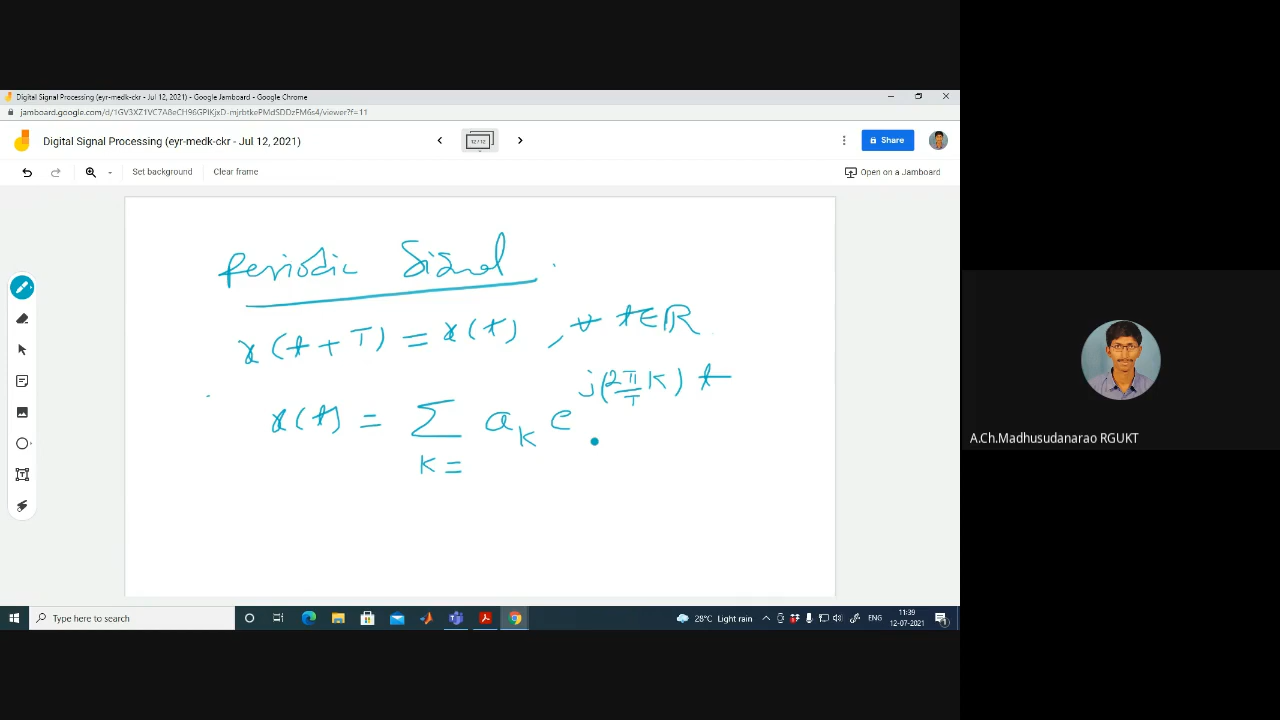 Digital Signal Processing (eyr-medk-ckr - Jul 12, 2021) - Google Jamboard - Google Chrome
Digital Signal Processing (eyr-medk-ckr - Jul 12, 2021)
12 / 12
Share
Set background
Clear frame
Open on a Jamboard
Periodic Signal.
x(t+T) = x(t), ∀ t∈ℝ
x(t) = Σ a_k e^{j(2π/T K) t}
K =
A.Ch.Madhusudanarao RGUKT
Type here to search
28°C Light rain
ENG
11:39
12-07-2021